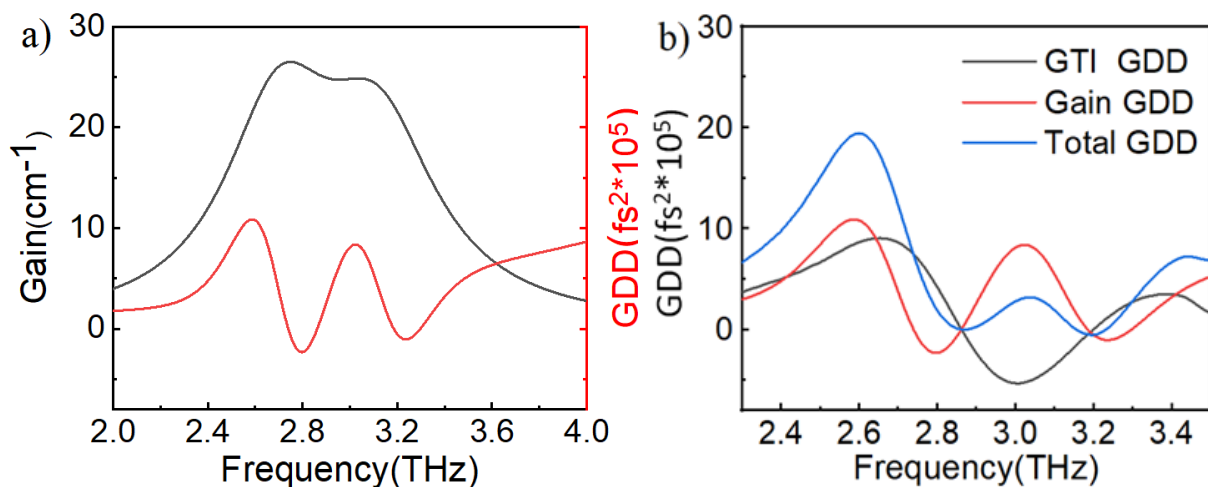 a)
30
20
10
0
Gain(cm-1)
2.0 2.4 2.8 3.2 3.6 4.0
Frequency(THz)
GDD(fs2*105)
b)
GTI GDD
Gain GDD
Total GDD
30
20
10
0
GDD(fs2*105)
2.4 2.6 2.8 3.0 3.2 3.4
Frequency(THz)